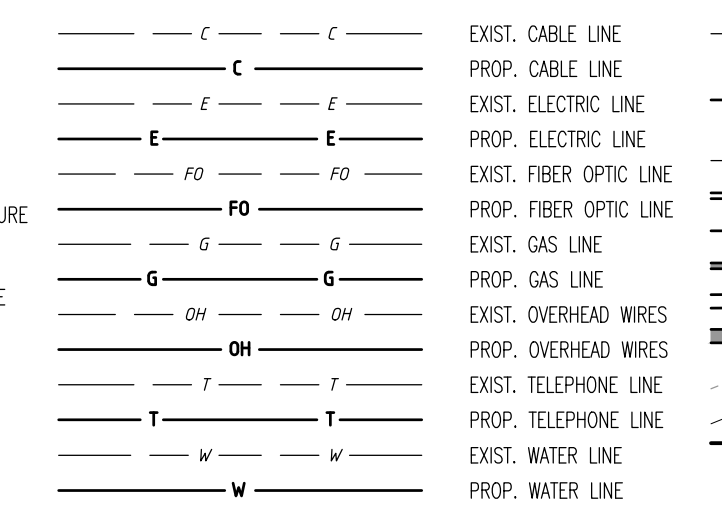 C C EXIST. CABLE LINE
C PROP. CABLE LINE
E E EXIST. ELECTRIC LINE
E E PROP. ELECTRIC LINE
FO FO EXIST. FIBER OPTIC LINE
URE FO PROP. FIBER OPTIC LINE
G G EXIST. GAS LINE
E G G PROP. GAS LINE
OH OH EXIST. OVERHEAD WIRES
OH PROP. OVERHEAD WIRES
T T EXIST. TELEPHONE LINE
T T PROP. TELEPHONE LINE
W W EXIST. WATER LINE
W PROP. WATER LINE